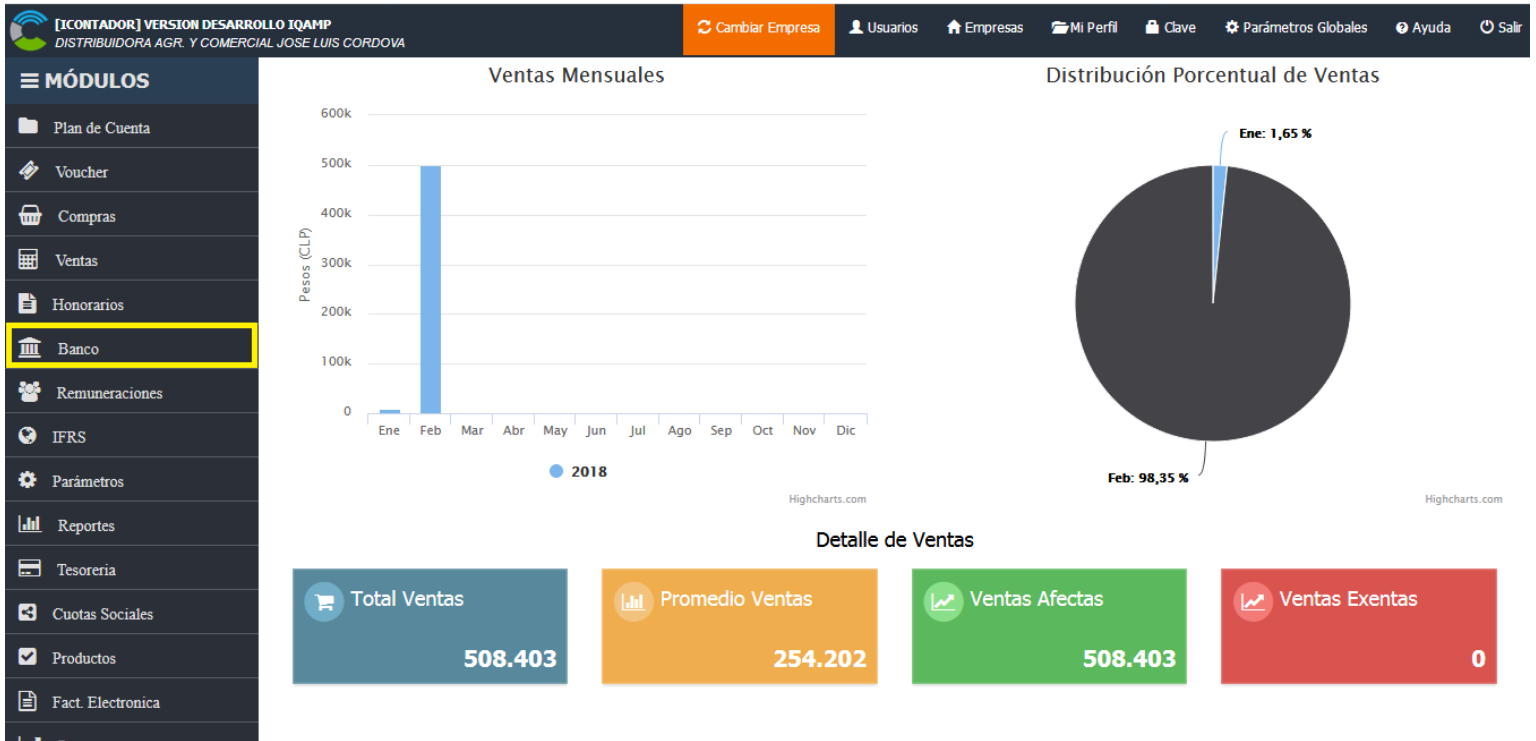 [ICONTADOR] VERSION DESARROLLO IQAMP
DISTRIBUIDORA AGR. Y COMERCIAL JOSE LUIS CORDOVA
Cambiar Empresa
Usuarios
Empresas
Mi Perfil
Clave
Parámetros Globales
Ayuda
Salir
MÓDULOS
Plan de Cuenta
Voucher
Compras
Ventas
Honorarios
Banco
Remuneraciones
IFRS
Parámetros
Reportes
Tesoreria
Cuotas Sociales
Productos
Fact. Electronica
Ventas Mensuales
600k
500k
400k
300k
200k
100k
0
Pesos (CLP)
Ene Feb Mar Abr May Jun Jul Ago Sep Oct Nov Dic
2018
Highcharts.com
Distribución Porcentual de Ventas
Ene: 1,65 %
Feb: 98,35 %
Highcharts.com
Detalle de Ventas
Total Ventas
508.403
Promedio Ventas
254.202
Ventas Afectas
508.403
Ventas Exentas
0